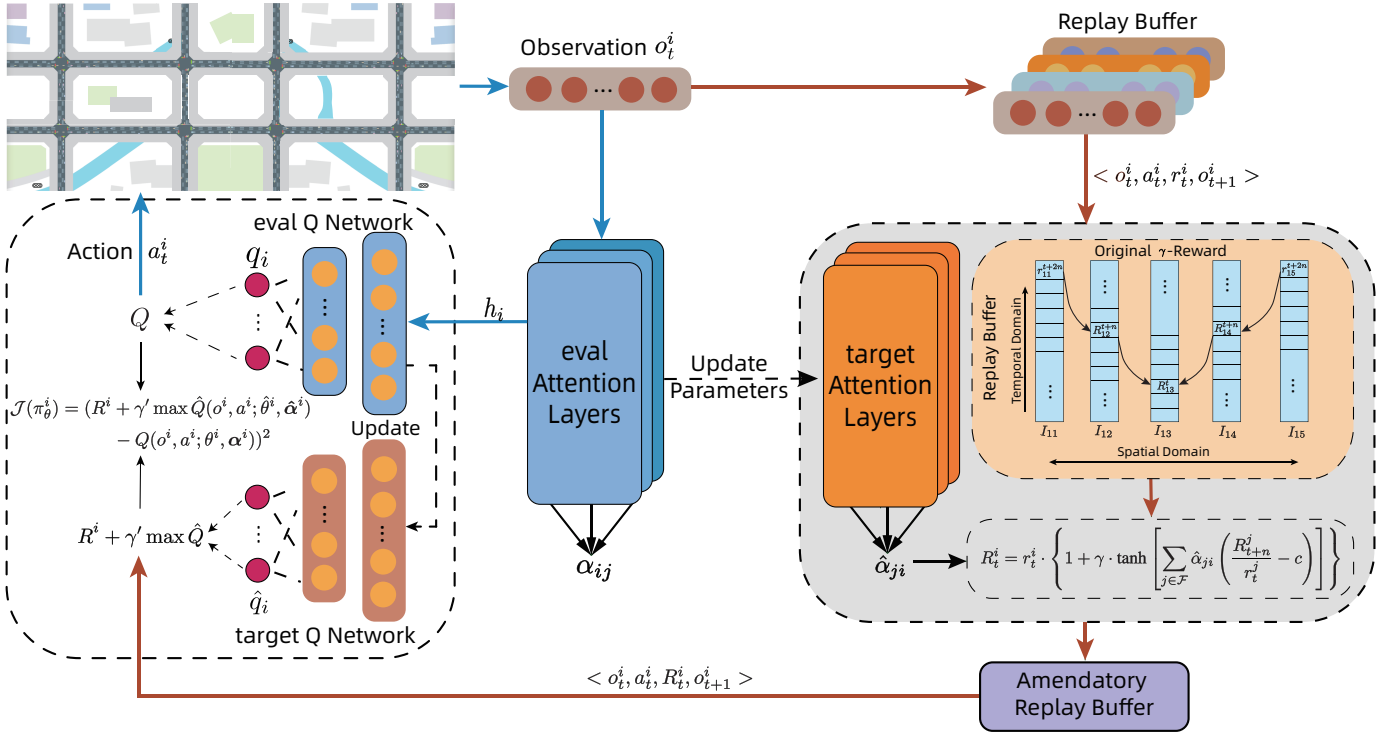 Observation $o_t^i$
Replay Buffer
$< o_t^i, a_t^i, r_t^i, o_{t+1}^i >$
Action $a_t^i$
eval Q Network
$q_i$
⋮
$Q$
...
$h_i$
$\mathcal{J}(\pi_\theta^i) = (R^i + \gamma' \max \hat{Q}(o^i, a^i; \hat{\theta}^i, \hat{\boldsymbol{\alpha}}^i)$
$- Q(o^i, a^i; \theta^i, \boldsymbol{\alpha}^i))^2$
Update
$R^i + \gamma' \max \hat{Q}$
$\hat{q}_i$
target Q Network
eval
Attention
Layers
$\alpha_{ij}$
Update
Parameters
target
Attention
Layers
$\hat{\alpha}_{ji}$
Original $\gamma$-Reward
Replay Buffer
Temporal Domain
$r_{11}^{t+2n}$
$R_{12}^{t+n}$
$R_{13}^{t}$
$R_{14}^{t+n}$
$r_{15}^{t+2n}$
$I_{11}$ $I_{12}$ $I_{13}$ $I_{14}$ $I_{15}$
Spatial Domain
$R_t^i = r_t^i \cdot \left\{ 1 + \gamma \cdot \tanh \left[ \sum_{j \in \mathcal{F}} \hat{\alpha}_{ji} \left( \frac{R_{t+n}^j}{r_t^j} - c \right) \right] \right\}$
$< o_t^i, a_t^i, R_t^i, o_{t+1}^i >$
Amendatory
Replay Buffer